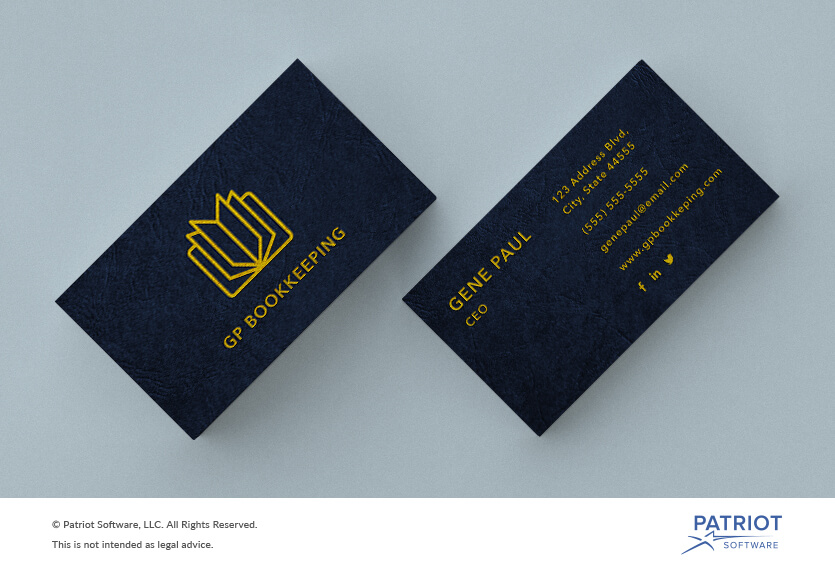 GP BOOKKEEPING
GENE PAUL
CEO
123 Address Blvd,
City, State 44555
(555) 555-5555
genepaul@email.com
www.gpbookkeeping.com
f in
© Patriot Software, LLC. All Rights Reserved.
This is not intended as legal advice.
PATRIOT
SOFTWARE